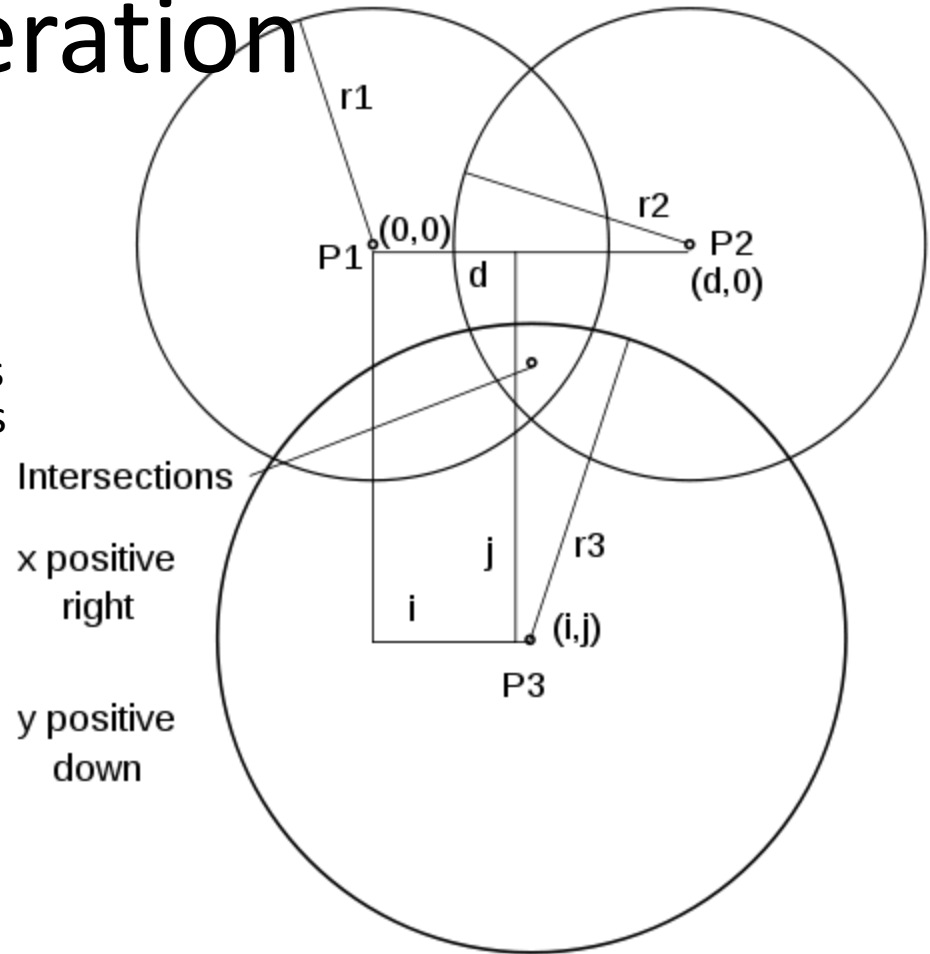 eration
r1
r2
(0,0)
P1
P2
d
(d,0)
s
s
Intersections
j
r3
x positive
right
i
(i,j)
P3
y positive
down